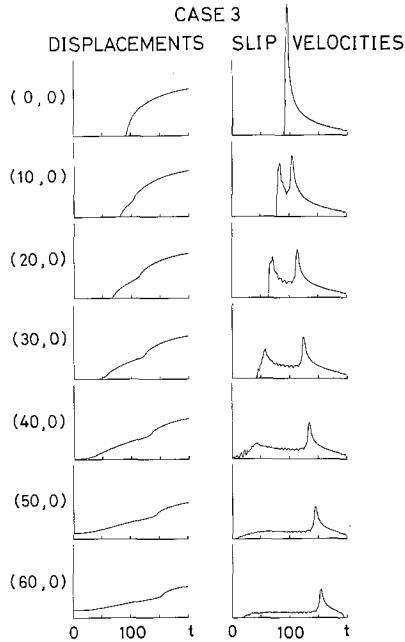 CASE 3
DISPLACEMENTS SLIP VELOCITIES
(0,0)
(10,0)
(20,0)
(30,0)
(40,0)
(50,0)
(60,0)
100 t 0 100 t